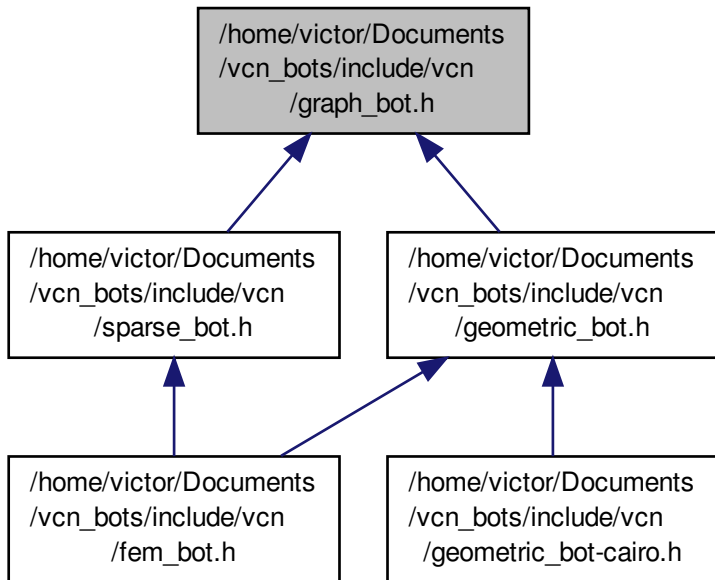 /home/victor/Documents
/vcn_bots/include/vcn
/graph_bot.h
/home/victor/Documents
/vcn_bots/include/vcn
/sparse_bot.h
/home/victor/Documents
/vcn_bots/include/vcn
/geometric_bot.h
/home/victor/Documents
/vcn_bots/include/vcn
/fem_bot.h
/home/victor/Documents
/vcn_bots/include/vcn
/geometric_bot-cairo.h